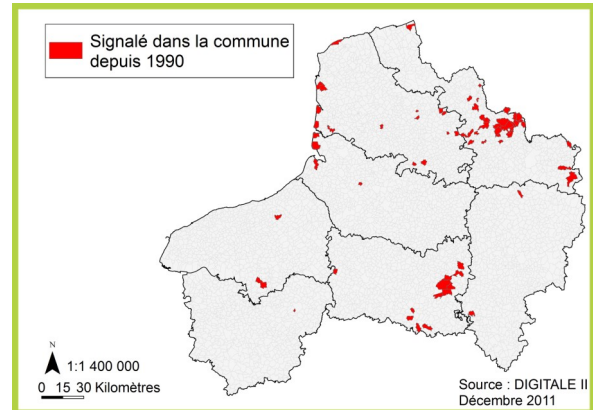 Signalé dans la commune
depuis 1990
N
1:1 400 000
0 15 30 Kilomètres
Source : DIGITALE II
Décembre 2011